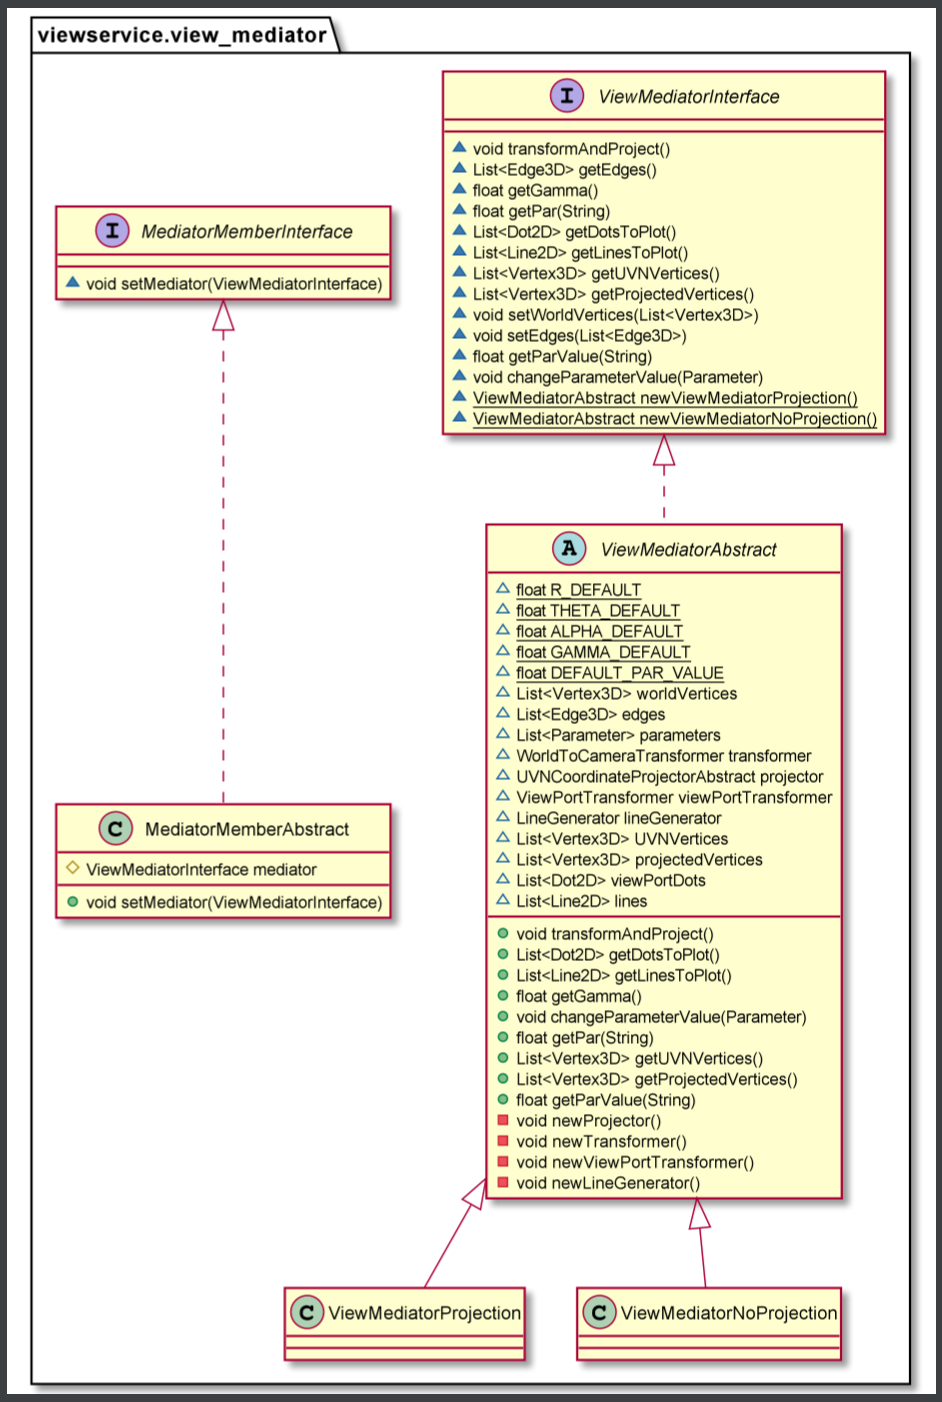 viewservice.view_mediator
I ViewMediatorInterface
void transformAndProject()
List<Edge3D> getEdges()
float getGamma()
float getPar(String)
List<Dot2D> getDotsToPlot()
List<Line2D> getLinesToPlot()
List<Vertex3D> getUVNVertices()
List<Vertex3D> getProjectedVertices()
void setWorldVertices(List<Vertex3D>)
void setEdges(List<Edge3D>)
float getParValue(String)
void changeParameterValue(Parameter)
ViewMediatorAbstract newViewMediatorProjection()
ViewMediatorAbstract newViewMediatorNoProjection()
I MediatorMemberInterface
void setMediator(ViewMediatorInterface)
A ViewMediatorAbstract
float R_DEFAULT
float THETA_DEFAULT
float ALPHA_DEFAULT
float GAMMA_DEFAULT
float DEFAULT_PAR_VALUE
List<Vertex3D> worldVertices
List<Edge3D> edges
List<Parameter> parameters
WorldToCameraTransformer transformer
UVNCoordinateProjectorAbstract projector
ViewPortTransformer viewPortTransformer
LineGenerator lineGenerator
List<Vertex3D> UVNVertices
List<Vertex3D> projectedVertices
List<Dot2D> viewPortDots
List<Line2D> lines
void transformAndProject()
List<Dot2D> getDotsToPlot()
List<Line2D> getLinesToPlot()
float getGamma()
void changeParameterValue(Parameter)
float getPar(String)
List<Vertex3D> getUVNVertices()
List<Vertex3D> getProjectedVertices()
float getParValue(String)
void newProjector()
void newTransformer()
void newViewPortTransformer()
void newLineGenerator()
C MediatorMemberAbstract
ViewMediatorInterface mediator
void setMediator(ViewMediatorInterface)
C ViewMediatorProjection
C ViewMediatorNoProjection